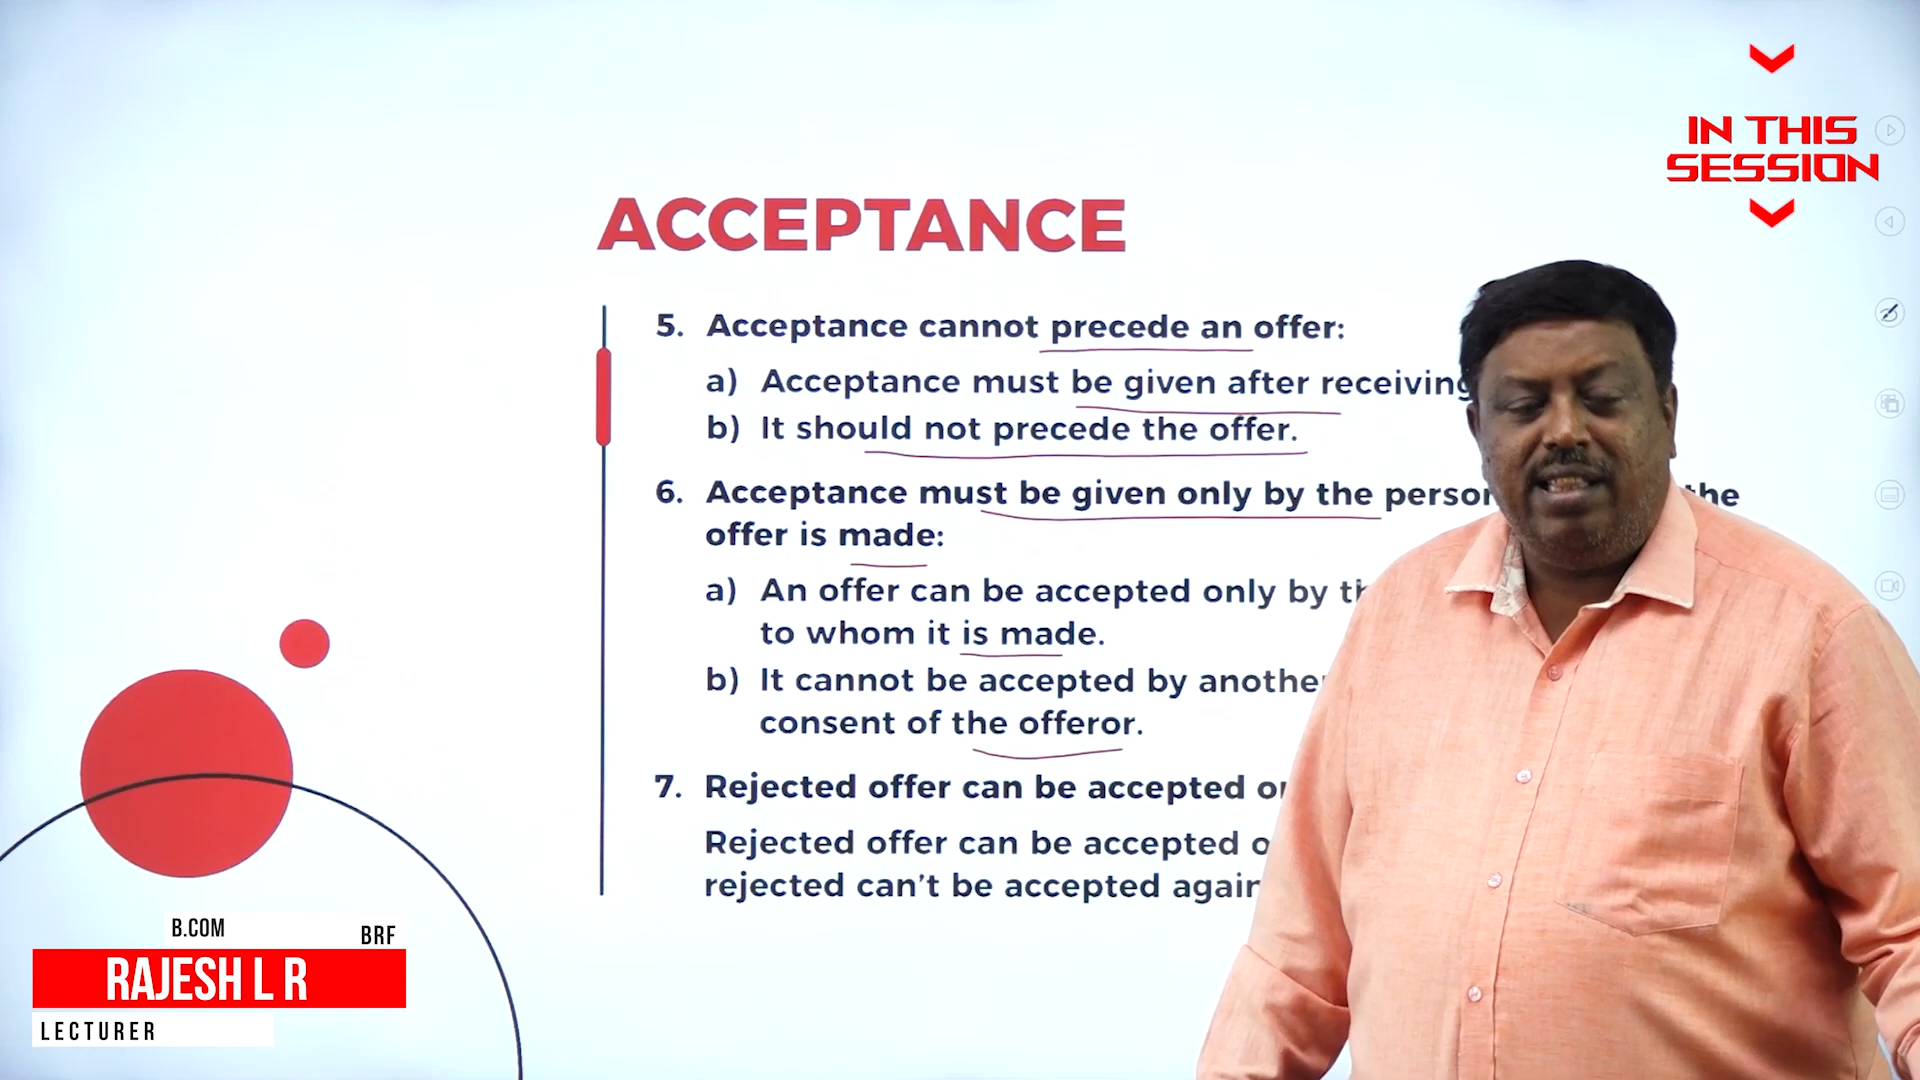 IN THIS
SESSION
ACCEPTANCE
5. Acceptance cannot precede an offer:
a) Acceptance must be given after receiving
b) It should not precede the offer.
6. Acceptance must be given only by the person the
offer is made:
a) An offer can be accepted only by
to whom it is made.
b) It cannot be accepted by another
consent of the offeror.
7. Rejected offer can be accepted
Rejected offer can be accepted
rejected can't be accepted again
B.COM
BRF
RAJESH L R
LECTURER